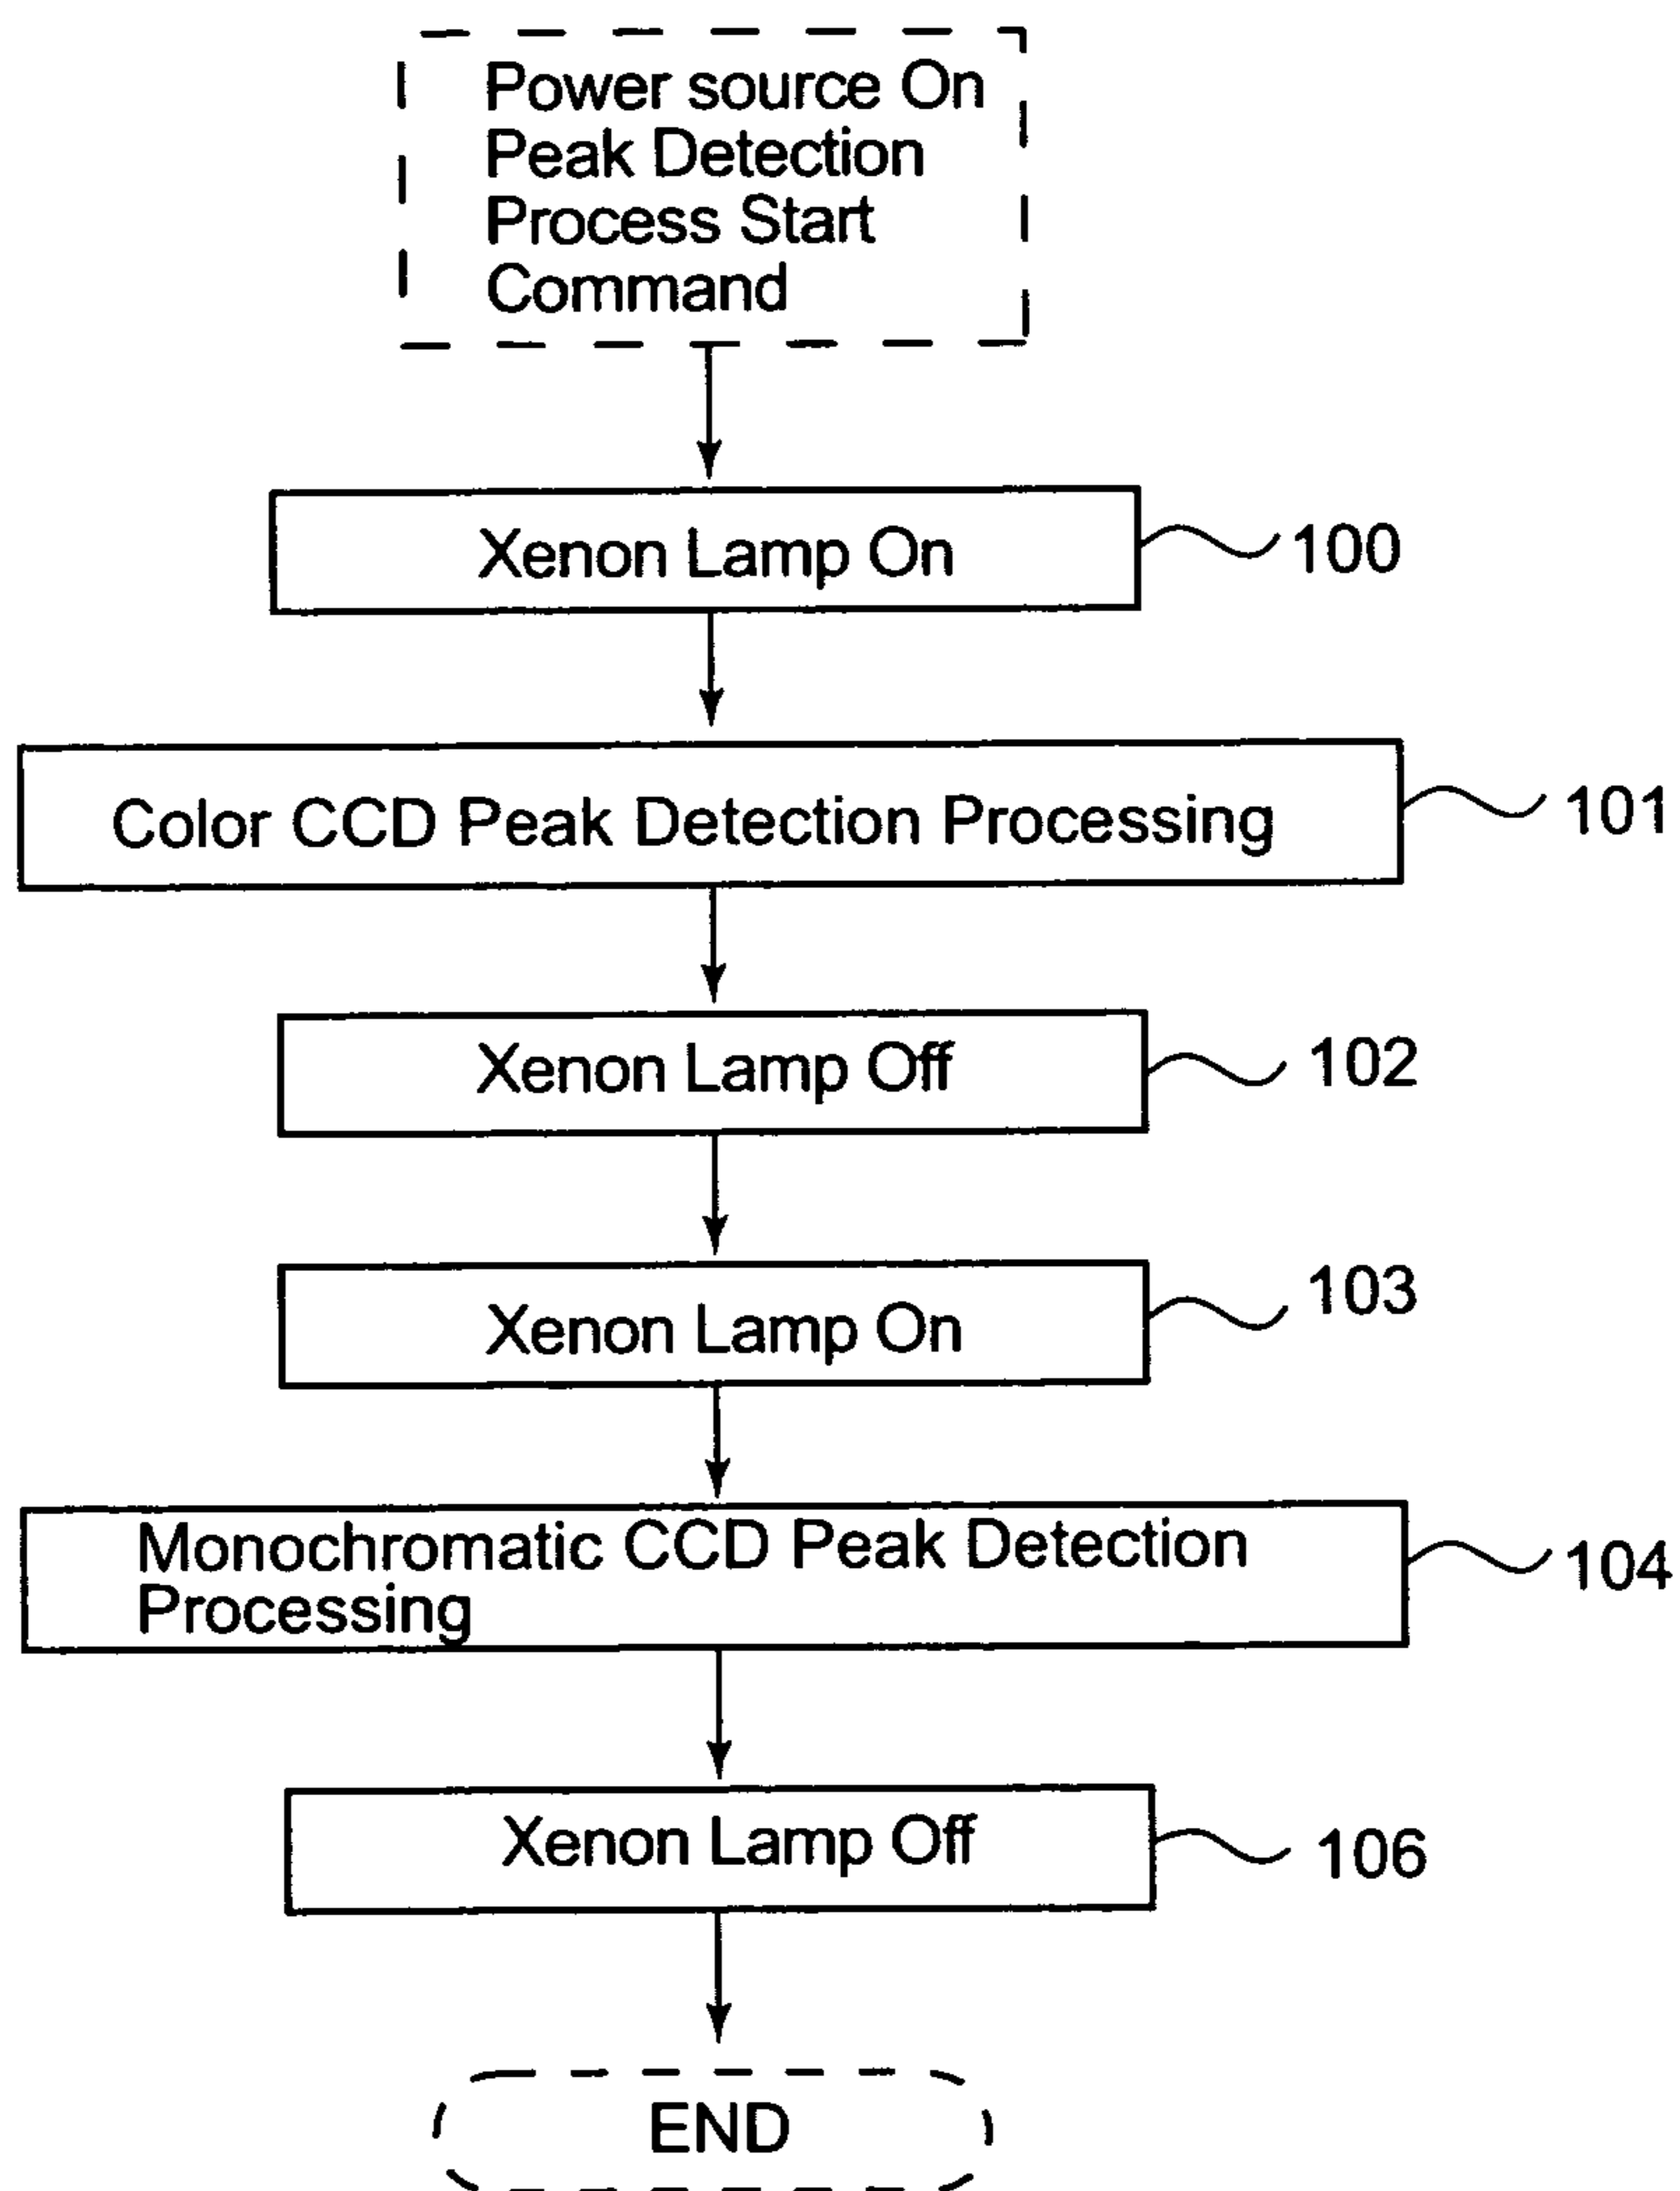 Power source On
Peak Detection
Process Start
Command
Xenon Lamp On
100
Color CCD Peak Detection Processing
101
Xenon Lamp Off
102
Xenon Lamp On
103
Monochromatic CCD Peak Detection
Processing
104
Xenon Lamp Off
106
END